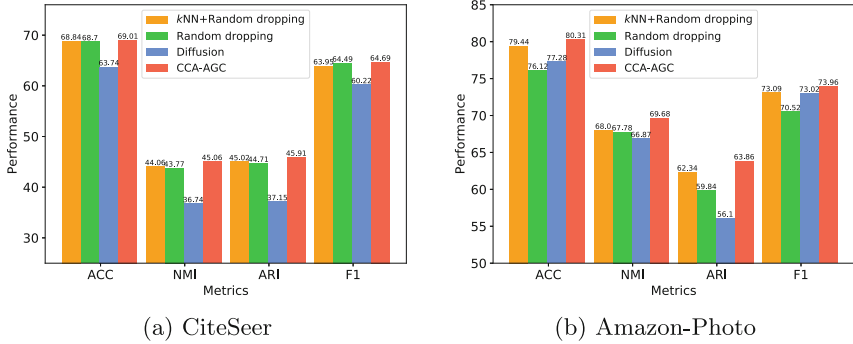 kNN+Random dropping
Random dropping
Diffusion
CCA-AGC
Performance
70
60
50
40
30
68.84 68.7 63.74 69.01
44.06 43.77 36.74 45.06
45.02 44.71 37.15 45.91
63.95 64.49 60.22 64.69
ACC NMI ARI F1
Metrics
(a) CiteSeer
kNN+Random dropping
Random dropping
Diffusion
CCA-AGC
Performance
85
80
75
70
65
60
55
50
79.44 76.12 77.28 80.31
68.0 67.78 66.87 69.68
62.34 59.84 56.1 63.86
73.09 70.52 73.02 73.96
ACC NMI ARI F1
Metrics
(b) Amazon-Photo